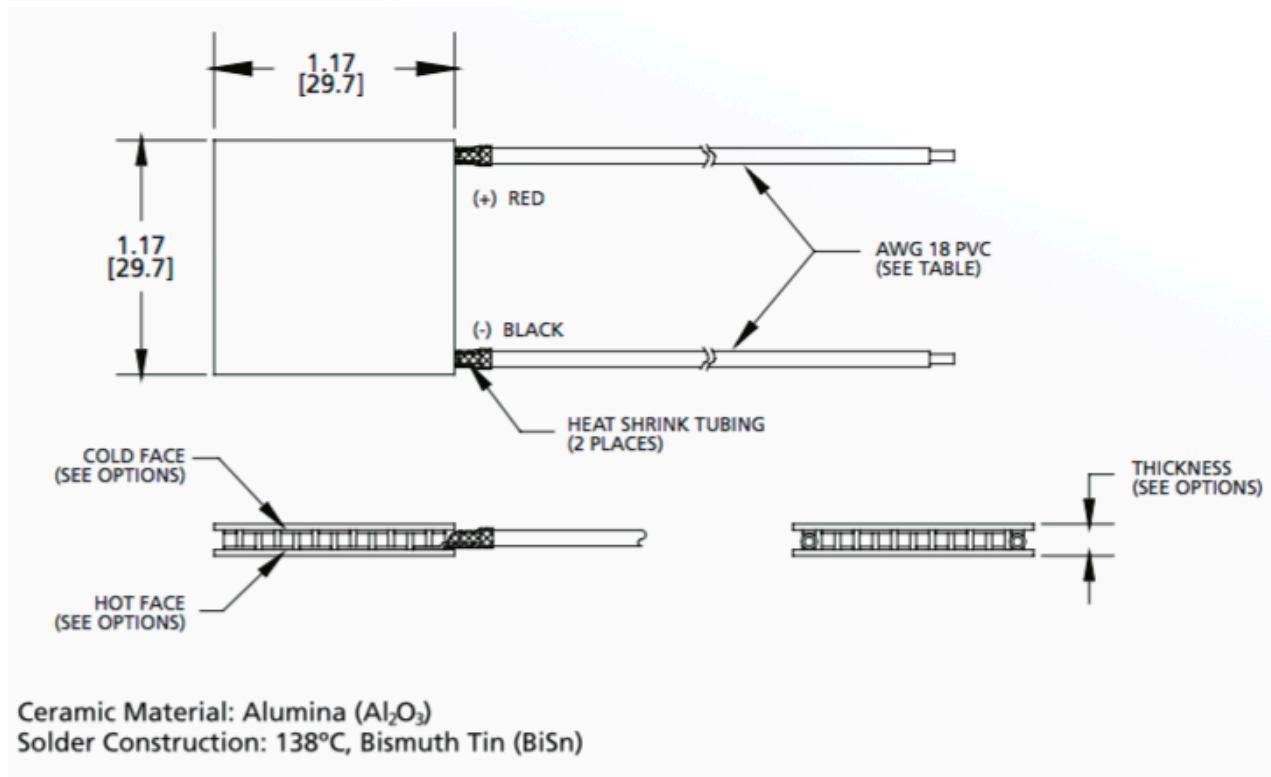 1.17
[29.7]
1.17
[29.7]
(+) RED
AWG 18 PVC
(SEE TABLE)
(-) BLACK
HEAT SHRINK TUBING
(2 PLACES)
COLD FACE
(SEE OPTIONS)
THICKNESS
(SEE OPTIONS)
HOT FACE
(SEE OPTIONS)
Ceramic Material: Alumina (Al₂O₃)
Solder Construction: 138ºC, Bismuth Tin (BiSn)